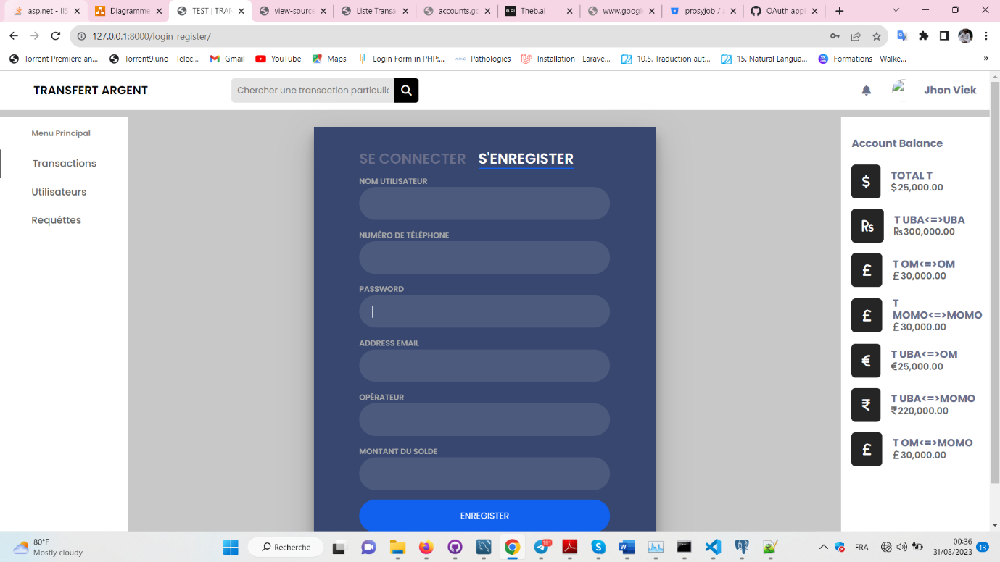 asp.net - IIS
Diagramme
TEST | TRAN
view-source
Liste Transa
accounts.go
Theb.ai
www.google
prosyjob / a
OAuth appl
127.0.0.1:8000/login_register/
Torrent Première an...
Torrent9.uno - Telec...
Gmail
YouTube
Maps
Login Form in PHP:...
Pathologies
Installation - Larave...
10.5. Traduction aut...
15. Natural Langua...
Formations - Walke...
»
TRANSFERT ARGENT
Chercher une transaction particuliè
Jhon Viek
Menu Principal
Transactions
Utilisateurs
Requéttes
SE CONNECTER
S'ENREGISTER
NOM UTILISATEUR
NUMÉRO DE TÉLÉPHONE
PASSWORD
ADDRESS EMAIL
OPÉRATEUR
MONTANT DU SOLDE
ENREGISTER
Account Balance
$
TOTAL T
$25,000.00
₨
T UBA<=>UBA
₨300,000.00
£
T OM<=>OM
£30,000.00
£
T
MOMO<=>MOMO
£30,000.00
€
T UBA<=>OM
€25,000.00
₹
T UBA<=>MOMO
₹220,000.00
£
T OM<=>MOMO
£30,000.00
80°F
Mostly cloudy
Recherche
181
FRA
00:36
31/08/2023
13